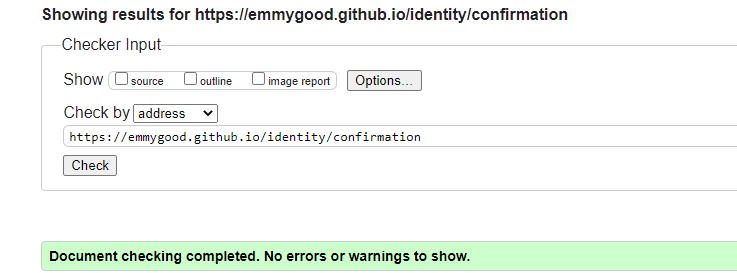 Showing results for https://emmygood.github.io/identity/confirmation
Checker Input
Show source outline image report Options...
Check by address
https://emmygood.github.io/identity/confirmation
Check
Document checking completed. No errors or warnings to show.